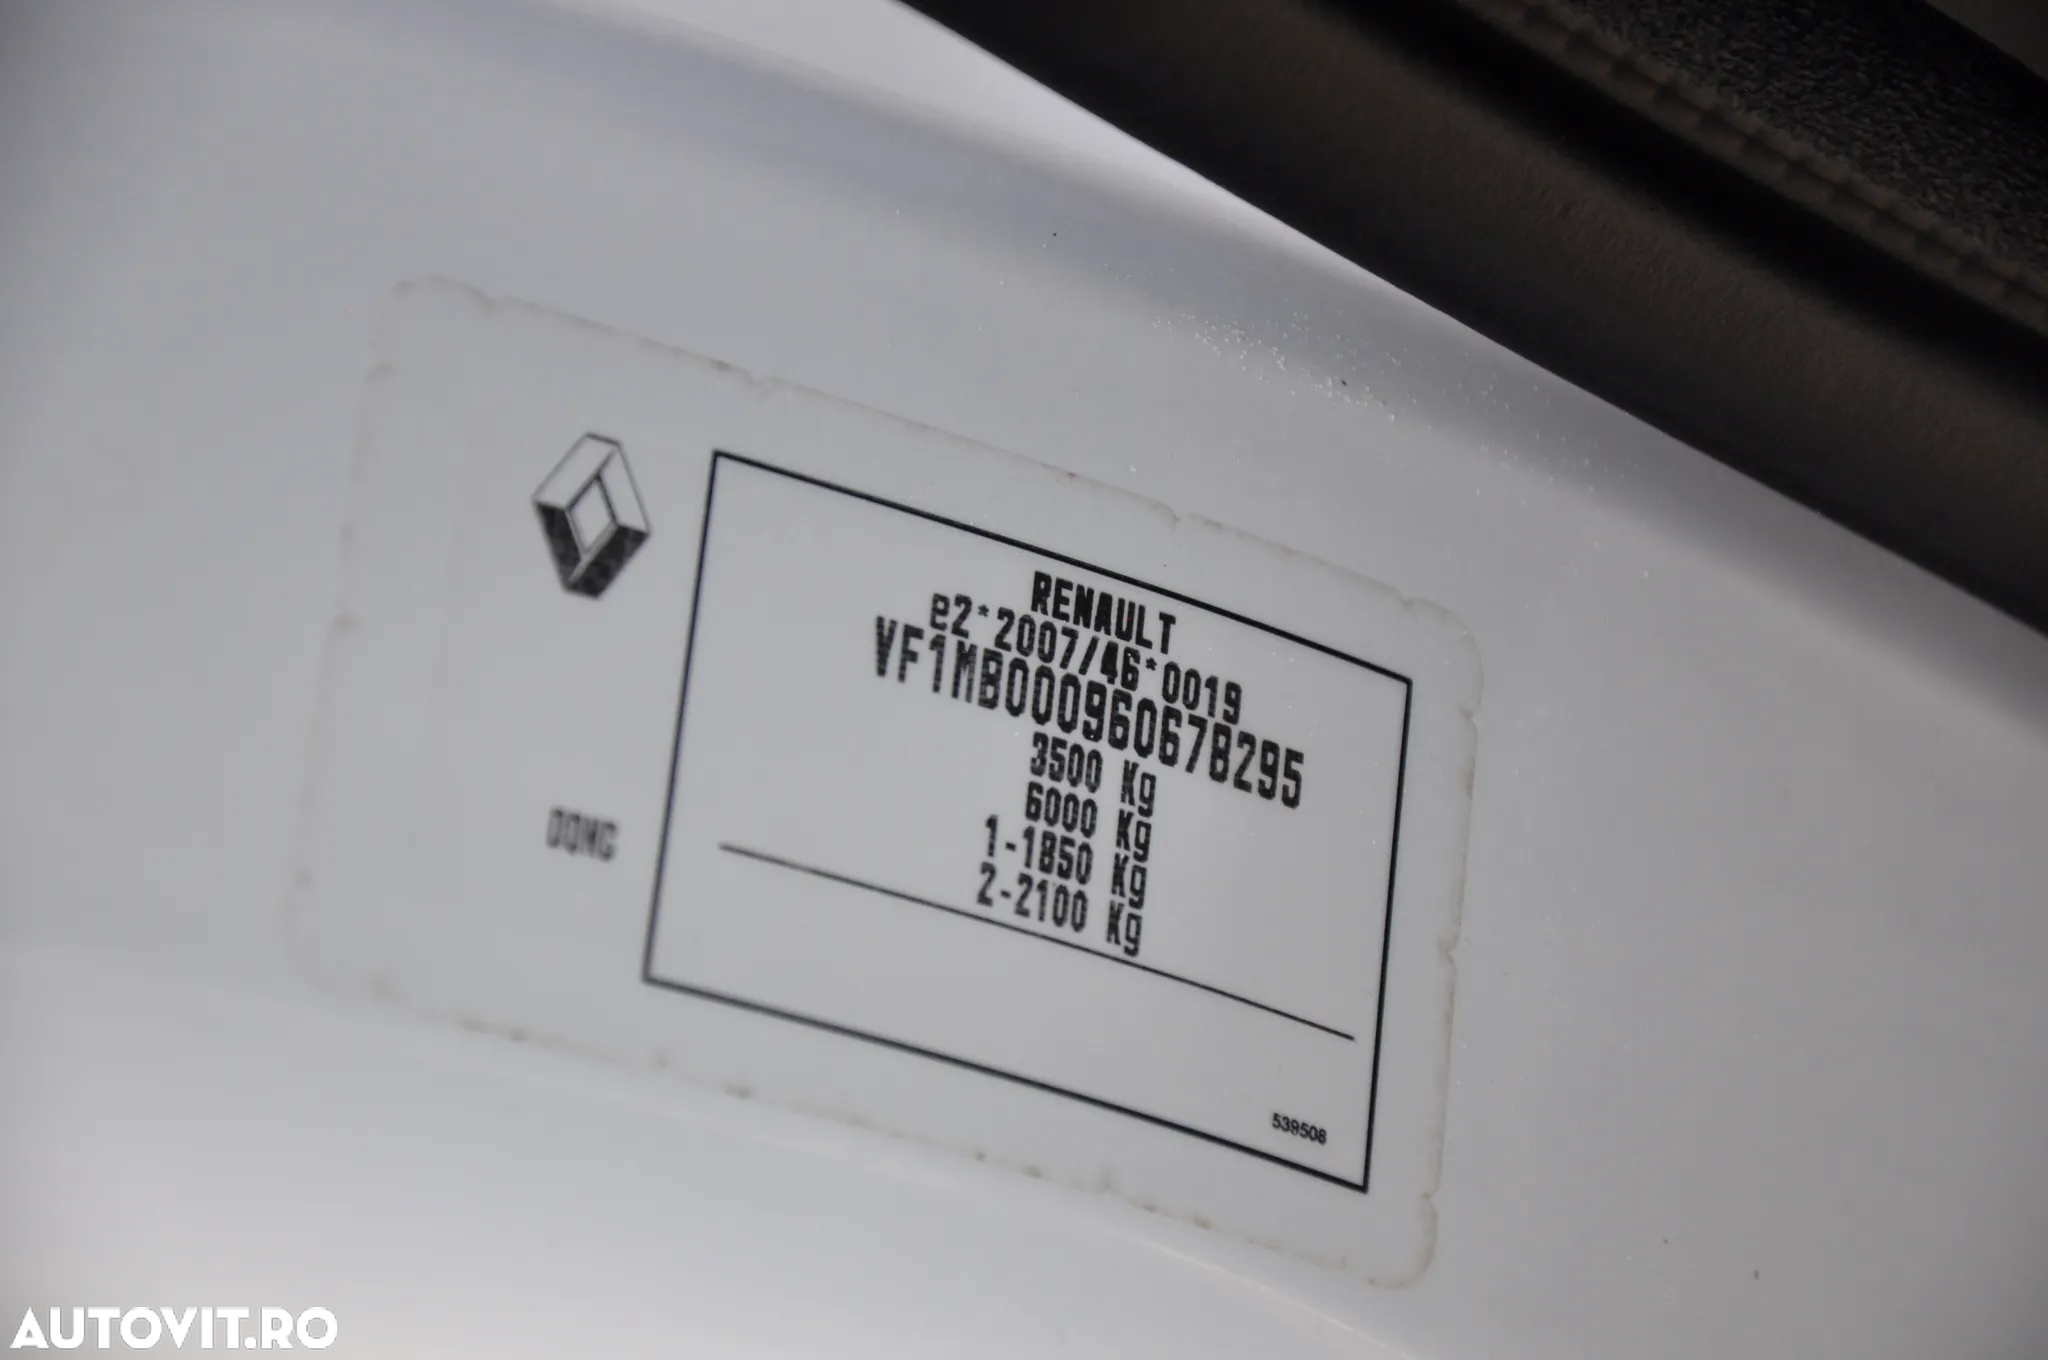 RENAULT
e2*2007/46*0019
VF1MB000960678295
3500 Kg
6000 Kg
1-1850 Kg
2-2100 Kg
539508
AUTOVIT.RO